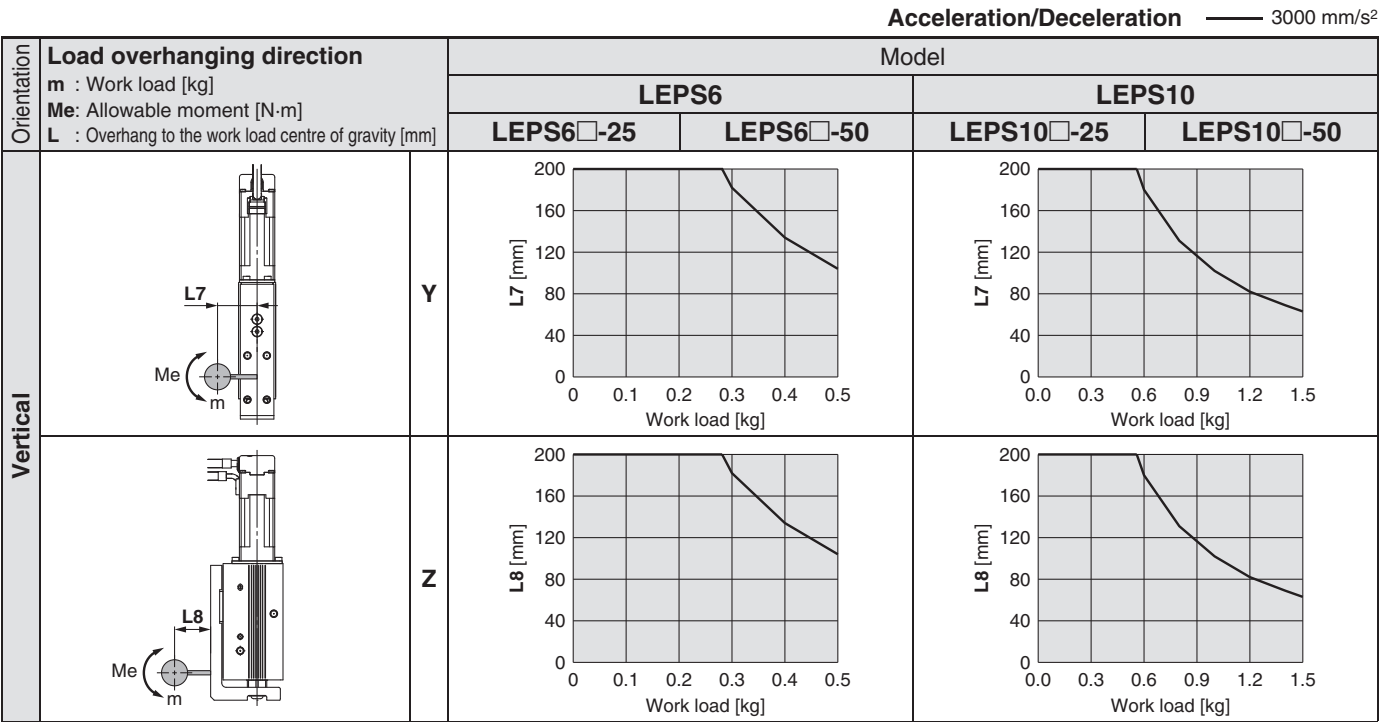 Acceleration/Deceleration 3000 mm/s²
Orientation
Load overhanging direction
m : Work load [kg]
Me: Allowable moment [N·m]
L : Overhang to the work load centre of gravity [mm]
Model
LEPS6
LEPS10
LEPS6□-25
LEPS6□-50
LEPS10□-25
LEPS10□-50
Vertical
L7
Me
m
Y
L7 [mm]
200
160
120
80
40
0
0 0.1 0.2 0.3 0.4 0.5
Work load [kg]
L7 [mm]
200
160
120
80
40
0
0.0 0.3 0.6 0.9 1.2 1.5
Work load [kg]
L8
Me
m
Z
L8 [mm]
200
160
120
80
40
0
0 0.1 0.2 0.3 0.4 0.5
Work load [kg]
L8 [mm]
200
160
120
80
40
0
0.0 0.3 0.6 0.9 1.2 1.5
Work load [kg]